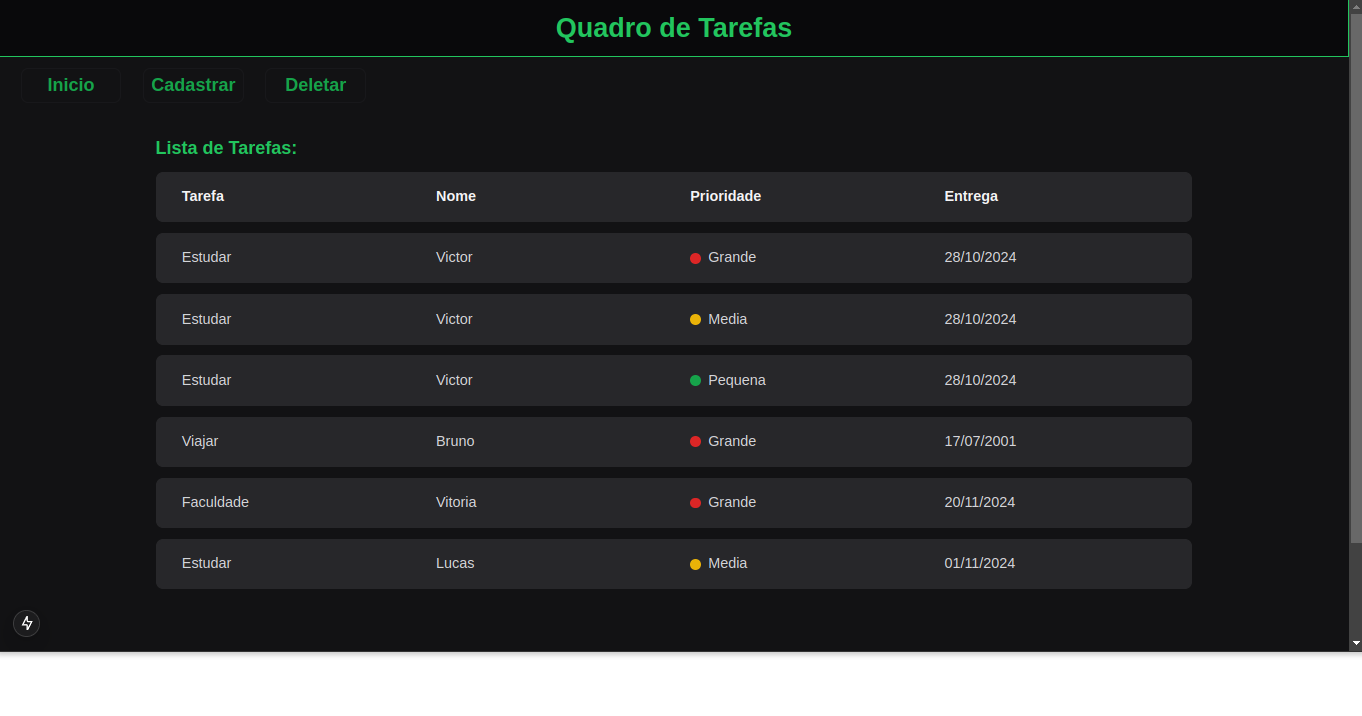 Quadro de Tarefas
Inicio Cadastrar Deletar
Lista de Tarefas:
Tarefa Nome Prioridade Entrega
Estudar Victor Grande 28/10/2024
Estudar Victor Media 28/10/2024
Estudar Victor Pequena 28/10/2024
Viajar Bruno Grande 17/07/2001
Faculdade Vitoria Grande 20/11/2024
Estudar Lucas Media 01/11/2024